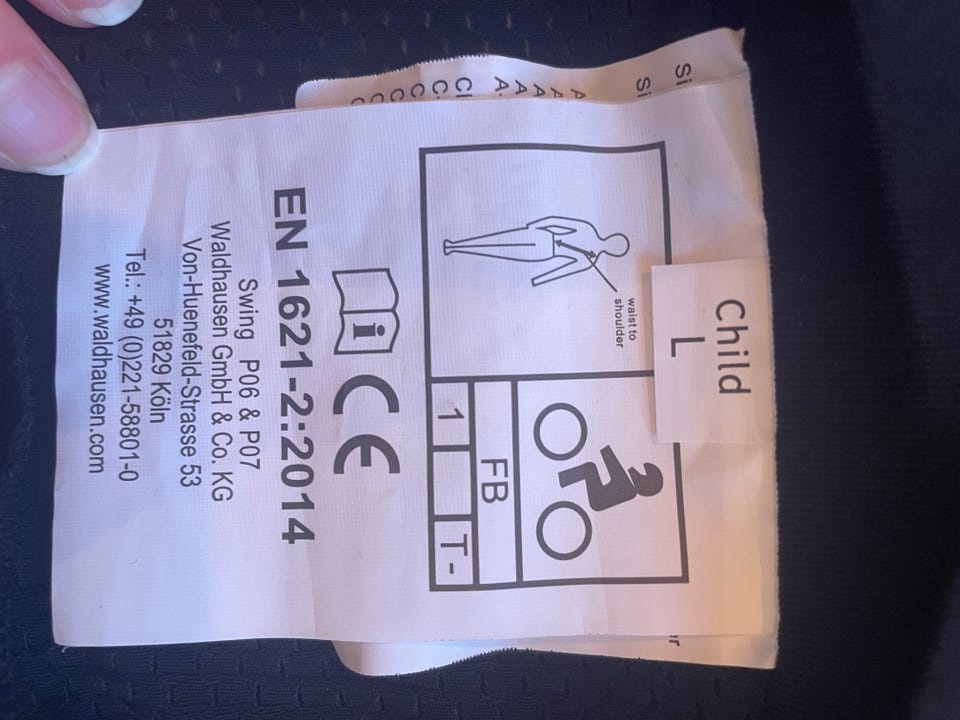 Child
L
waist to
shoulder
FB
1
T -
CE
EN 1621-2:2014
Swing P06 & P07
Waldhausen GmbH & Co. KG
Von-Huenefeld-Strasse 53
51829 Köln
Tel.: +49 (0)221-58801-0
www.waldhausen.com